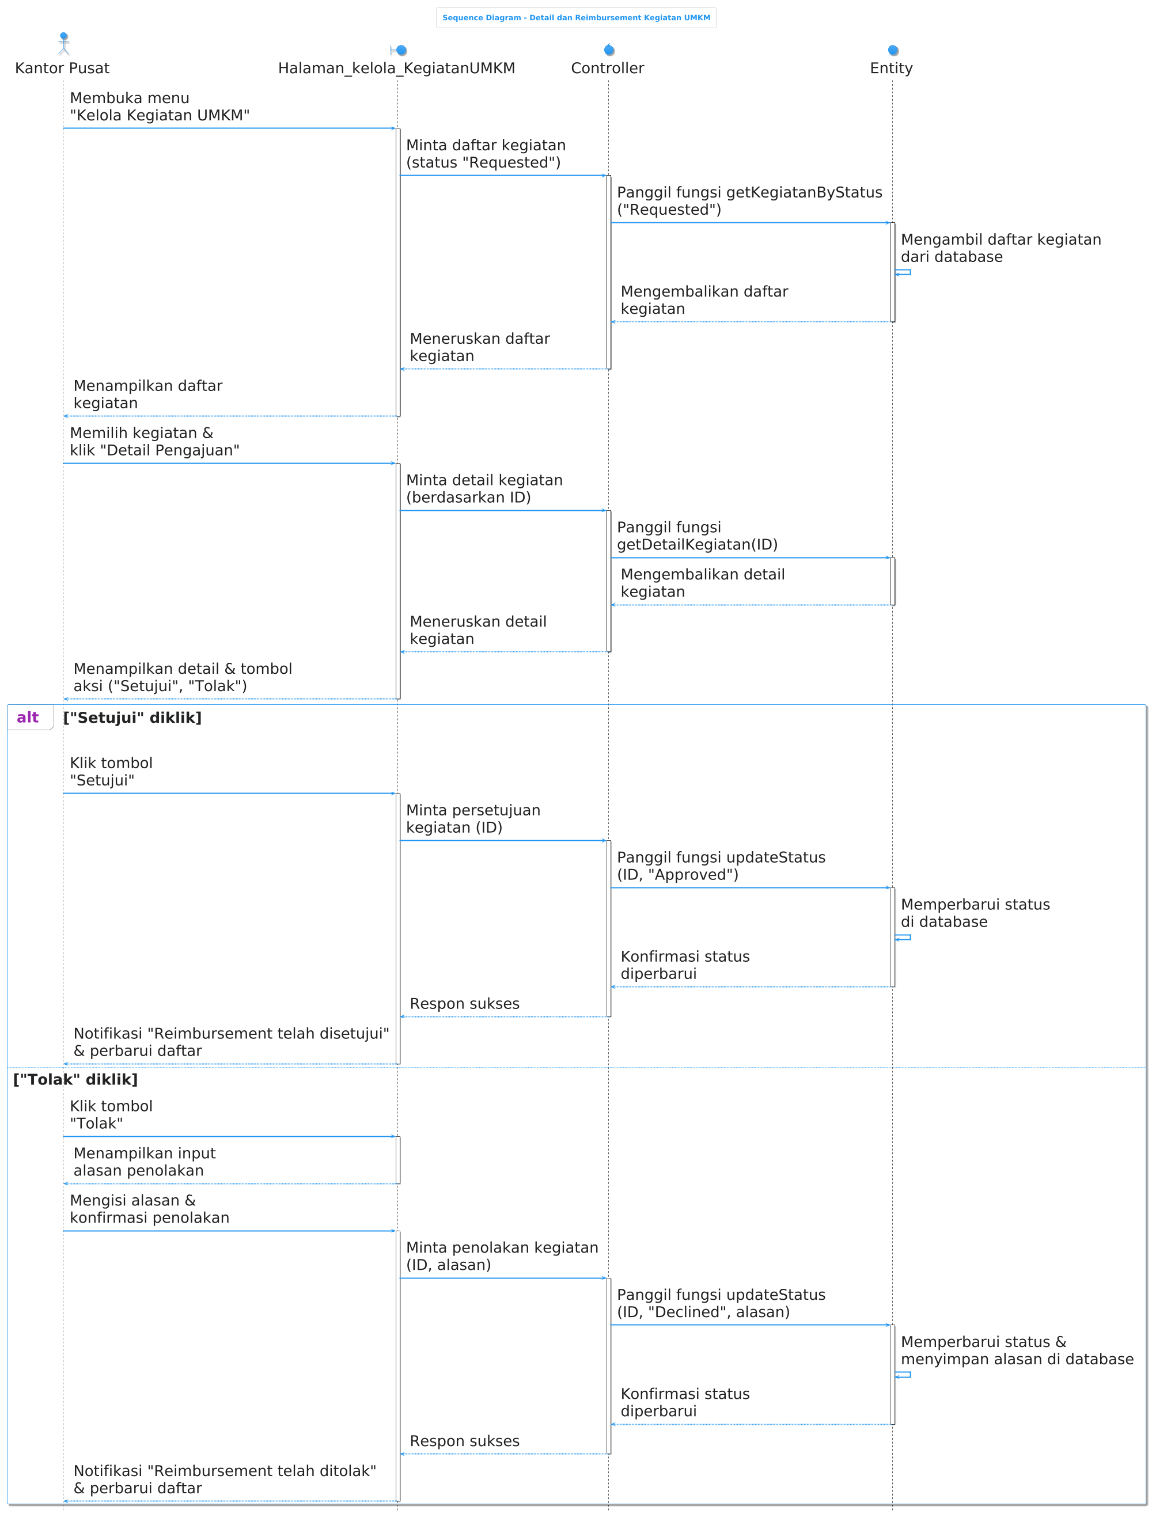 Sequence Diagram - Detail dan Reimbursement Kegiatan UMKM
Kantor Pusat
Halaman_kelola_KegiatanUMKM
Controller
Entity
Membuka menu
"Kelola Kegiatan UMKM"
Minta daftar kegiatan
(status "Requested")
Panggil fungsi getKegiatanByStatus
("Requested")
Mengambil daftar kegiatan
dari database
Mengembalikan daftar
kegiatan
Meneruskan daftar
kegiatan
Menampilkan daftar
kegiatan
Memilih kegiatan &
klik "Detail Pengajuan"
Minta detail kegiatan
(berdasarkan ID)
Panggil fungsi
getDetailKegiatan(ID)
Mengembalikan detail
kegiatan
Meneruskan detail
kegiatan
Menampilkan detail & tombol
aksi ("Setujui", "Tolak")
alt
["Setujui" diklik]
Klik tombol
"Setujui"
Minta persetujuan
kegiatan (ID)
Panggil fungsi updateStatus
(ID, "Approved")
Memperbarui status
di database
Konfirmasi status
diperbarui
Respon sukses
Notifikasi "Reimbursement telah disetujui"
& perbarui daftar
["Tolak" diklik]
Klik tombol
"Tolak"
Menampilkan input
alasan penolakan
Mengisi alasan &
konfirmasi penolakan
Minta penolakan kegiatan
(ID, alasan)
Panggil fungsi updateStatus
(ID, "Declined", alasan)
Memperbarui status &
menyimpan alasan di database
Konfirmasi status
diperbarui
Respon sukses
Notifikasi "Reimbursement telah ditolak"
& perbarui daftar